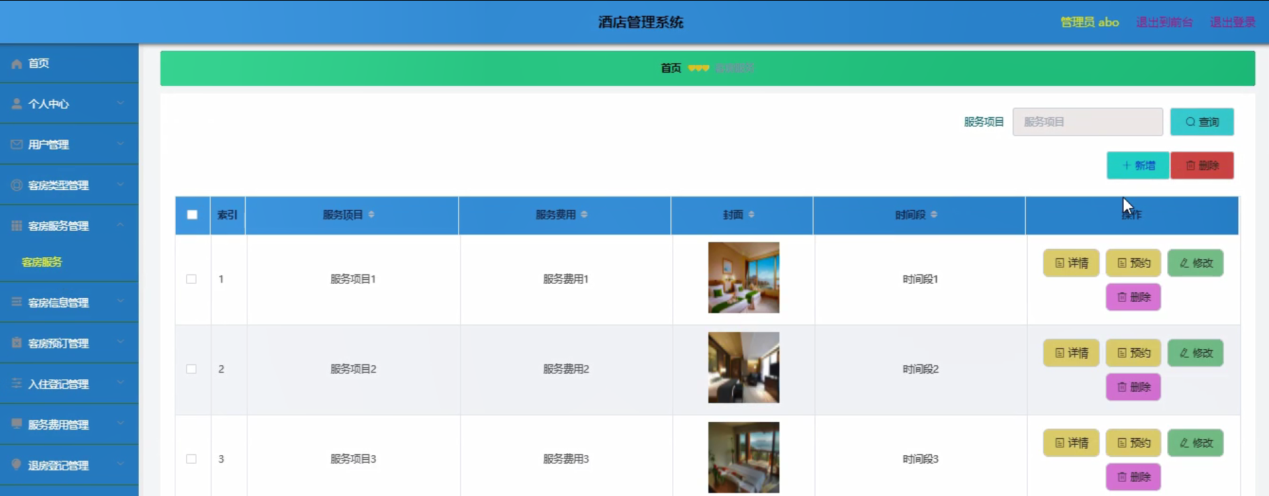 酒店管理系统
管理员 abo 退出到前台 退出登录
首页
个人中心
用户管理
客房类型管理
客房服务管理
客房服务
客房信息管理
客房预订管理
入住登记管理
服务费用管理
退房登记管理
首页
服务项目 服务项目 查询
+ 新增 删除
索引 服务项目 服务费用 封面 时间段 操作
1 服务项目1 服务费用1 时间段1 详情 预约 修改
删除
2 服务项目2 服务费用2 时间段2 详情 预约 修改
删除
3 服务项目3 服务费用3 时间段3 详情 预约 修改
删除